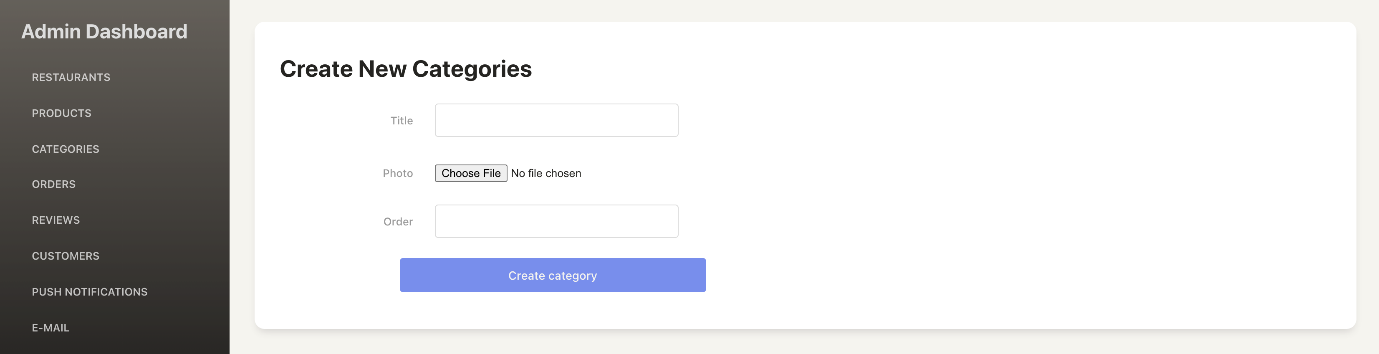 Admin Dashboard
RESTAURANTS
PRODUCTS
CATEGORIES
ORDERS
REVIEWS
CUSTOMERS
PUSH NOTIFICATIONS
E-MAIL
Create New Categories
Title
Photo Choose File No file chosen
Order
Create category